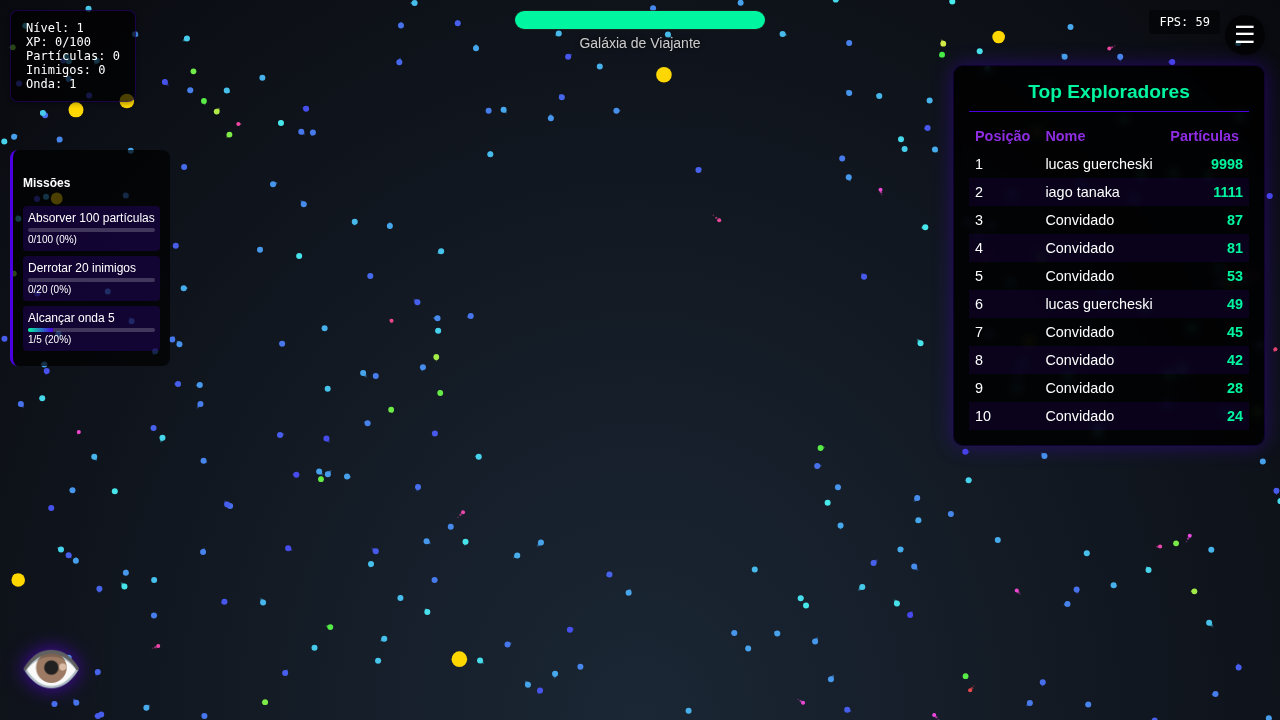 Nível: 1
XP: 0/100
Partículas: 0
Inimigos: 0
Onda: 1
Galáxia de Viajante
FPS: 59
☰
Missões
Absorver 100 partículas
0/100 (0%)
Derrotar 20 inimigos
0/20 (0%)
Alcançar onda 5
1/5 (20%)
Top Exploradores
Posição Nome Partículas
1 lucas guercheski 9998
2 iago tanaka 1111
3 Convidado 87
4 Convidado 81
5 Convidado 53
6 lucas guercheski 49
7 Convidado 45
8 Convidado 42
9 Convidado 28
10 Convidado 24